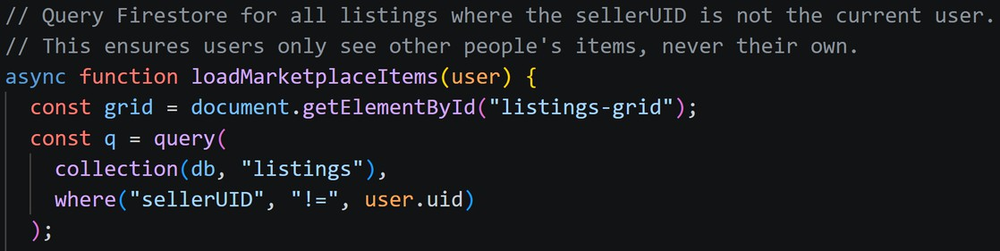 // Query Firestore for all listings where the sellerUID is not the current user.
// This ensures users only see other people's items, never their own.
async function loadMarketplaceItems(user) {
  const grid = document.getElementById("listings-grid");
  const q = query(
    collection(db, "listings"),
    where("sellerUID", "!=", user.uid)
  );